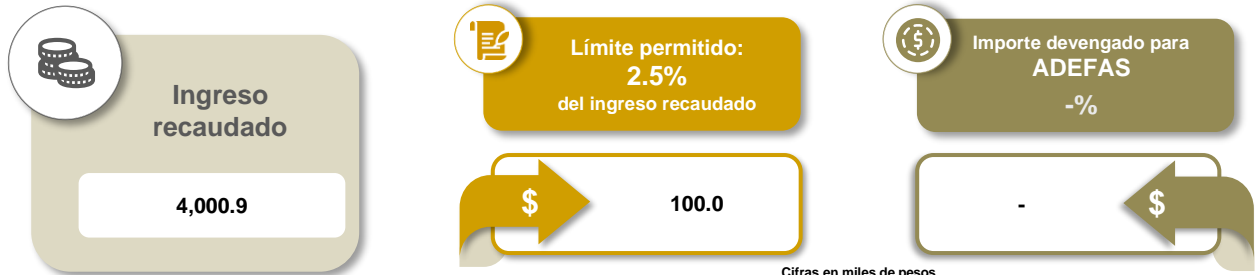 Ingreso
recaudado
4,000.9
Límite permitido:
2.5%
del ingreso recaudado
$
100.0
Importe devengado para
ADEFAS
-%
-
$
Cifras en miles de pesos